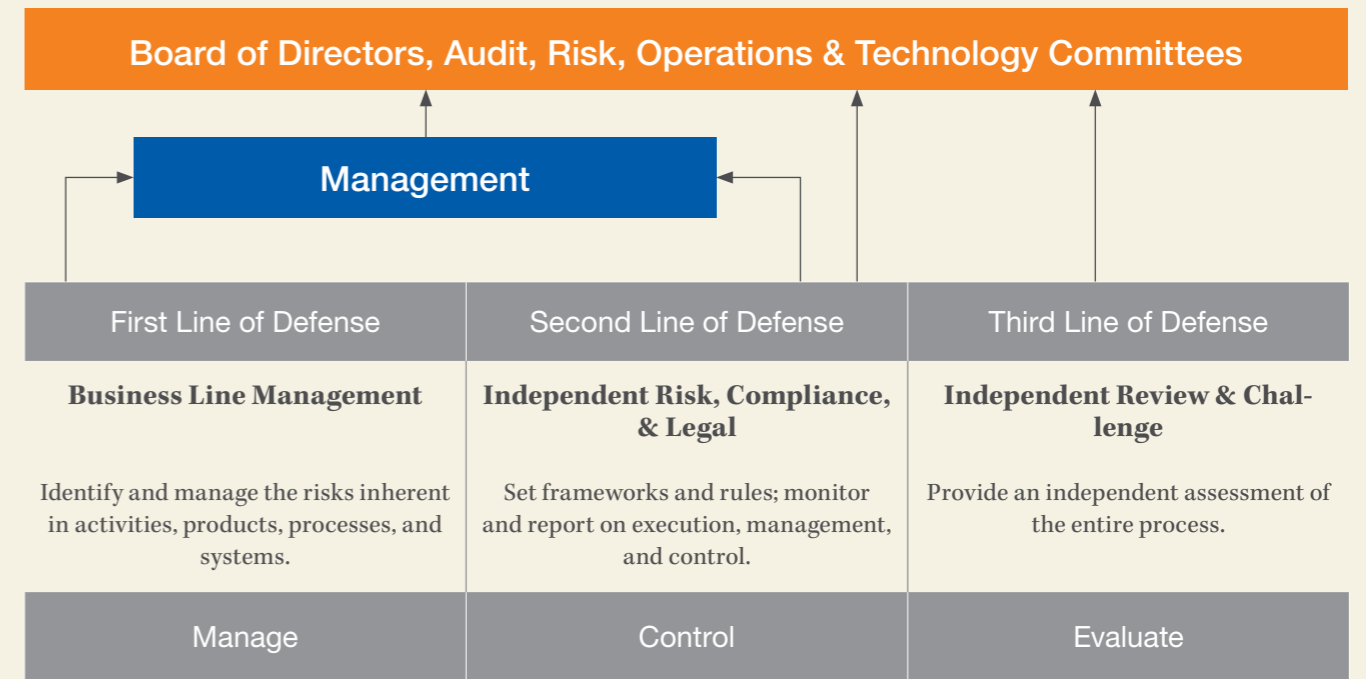 Board of Directors, Audit, Risk, Operations & Technology Committees
Management
First Line of Defense
Second Line of Defense
Third Line of Defense
Business Line Management
Identify and manage the risks inherent
in activities, products, processes, and
systems.
Independent Risk, Compliance,
& Legal
Set frameworks and rules; monitor
and report on execution, management,
and control.
Independent Review & Chal-
lenge
Provide an independent assessment of
the entire process.
Manage
Control
Evaluate